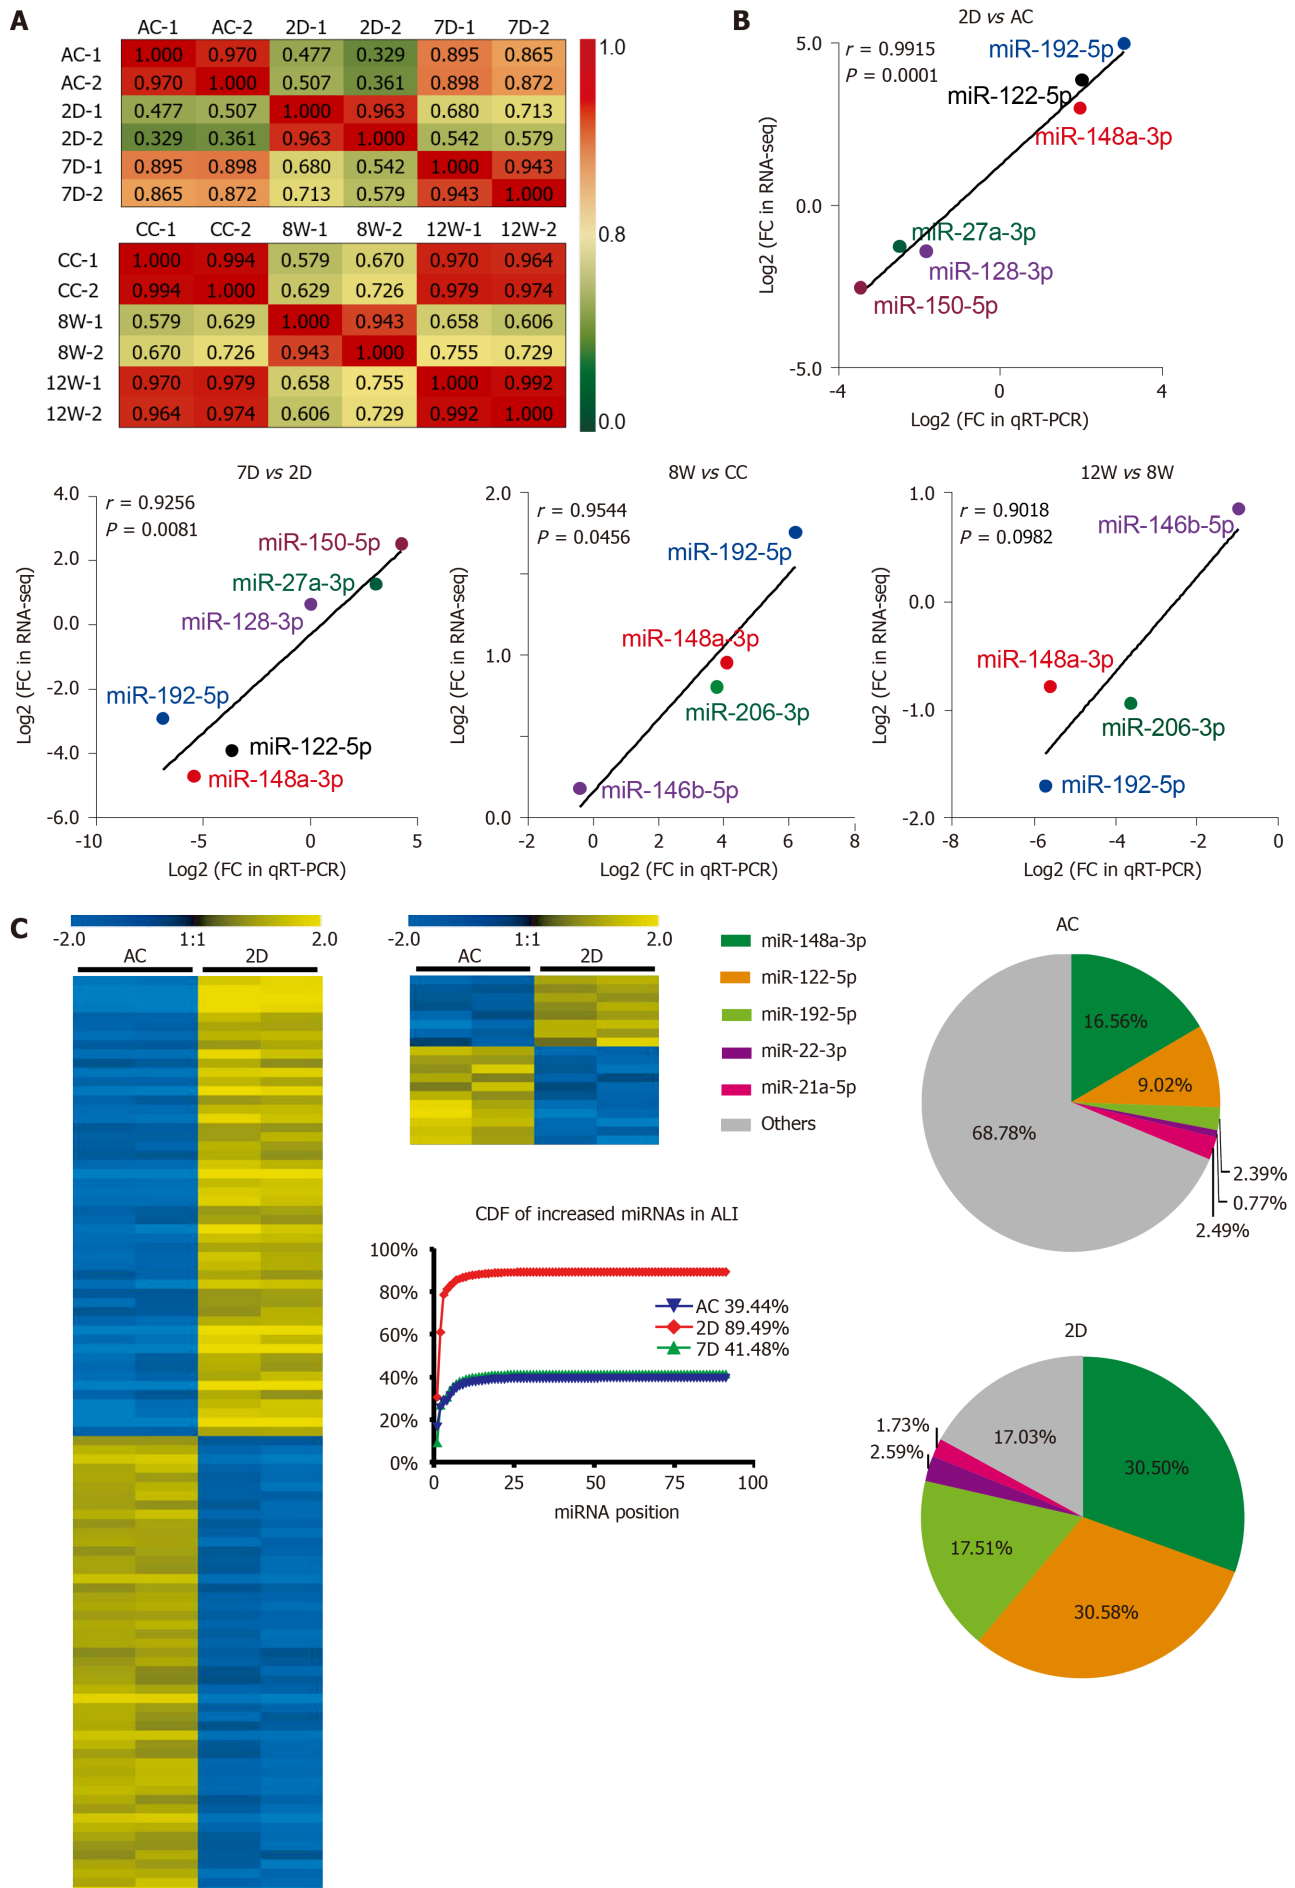 A
AC-1 AC-2 2D-1 2D-2 7D-1 7D-2
AC-1 1.000 0.970 0.477 0.329 0.895 0.865
AC-2 0.970 1.000 0.507 0.361 0.898 0.872
2D-1 0.477 0.507 1.000 0.963 0.680 0.713
2D-2 0.329 0.361 0.963 1.000 0.542 0.579
7D-1 0.895 0.898 0.680 0.542 1.000 0.943
7D-2 0.865 0.872 0.713 0.579 0.943 1.000
CC-1 CC-2 8W-1 8W-2 12W-1 12W-2
CC-1 1.000 0.994 0.579 0.670 0.970 0.964
CC-2 0.994 1.000 0.629 0.726 0.979 0.974
8W-1 0.579 0.629 1.000 0.943 0.658 0.606
8W-2 0.670 0.726 0.943 1.000 0.755 0.729
12W-1 0.970 0.979 0.658 0.755 1.000 0.992
12W-2 0.964 0.974 0.606 0.729 0.992 1.000
1.0
0.8
0.0
B
2D vs AC
r = 0.9915
P = 0.0001
miR-192-5p
miR-122-5p
miR-148a-3p
miR-27a-3p
miR-128-3p
miR-150-5p
5.0
0.0
-5.0
-4 0 4
Log2 (FC in RNA-seq)
Log2 (FC in qRT-PCR)
7D vs 2D
r = 0.9256
P = 0.0081
miR-150-5p
miR-27a-3p
miR-128-3p
miR-192-5p
miR-122-5p
miR-148a-3p
4.0
2.0
0.0
-2.0
-4.0
-6.0
-10 -5 0 5
Log2 (FC in RNA-seq)
Log2 (FC in qRT-PCR)
8W vs CC
r = 0.9544
P = 0.0456
miR-192-5p
miR-148a-3p
miR-206-3p
miR-146b-5p
2.0
1.0
0.0
-2 0 2 4 6 8
Log2 (FC in RNA-seq)
Log2 (FC in qRT-PCR)
12W vs 8W
r = 0.9018
P = 0.0982
miR-146b-5p
miR-148a-3p
miR-206-3p
miR-192-5p
1.0
0.0
-1.0
-2.0
-8 -6 -4 -2 0
Log2 (FC in RNA-seq)
Log2 (FC in qRT-PCR)
C
-2.0 1:1 2.0
AC 2D
-2.0 1:1 2.0
AC 2D
miR-148a-3p
miR-122-5p
miR-192-5p
miR-22-3p
miR-21a-5p
Others
AC
16.56%
9.02%
68.78%
2.39%
0.77%
2.49%
CDF of increased miRNAs in ALI
100%
80%
60%
40%
20%
0%
AC 39.44%
2D 89.49%
7D 41.48%
0 25 50 75 100
miRNA position
2D
1.73%
2.59%
17.03%
30.50%
17.51%
30.58%